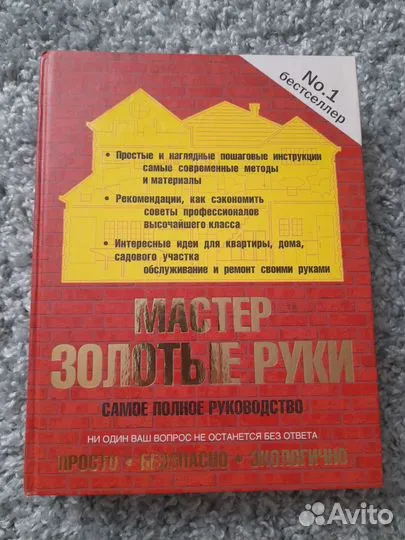 No.1
бестселлер
• Простые и наглядные пошаговые инструкции
самые современные методы
и материалы
• Рекомендации, как сэкономить
советы профессионалов
высочайшего класса
• Интересные идеи для квартиры, дома,
садового участка
обслуживание и ремонт своими руками
МАСТЕР
ЗОЛОТЫЕ РУКИ
САМОЕ ПОЛНОЕ РУКОВОДСТВО
НИ ОДИН ВАШ ВОПРОС НЕ ОСТАНЕТСЯ БЕЗ ОТВЕТА
ПРОСТО • БЕЗОПАСНО • ЭКОЛОГИЧНО
Avito